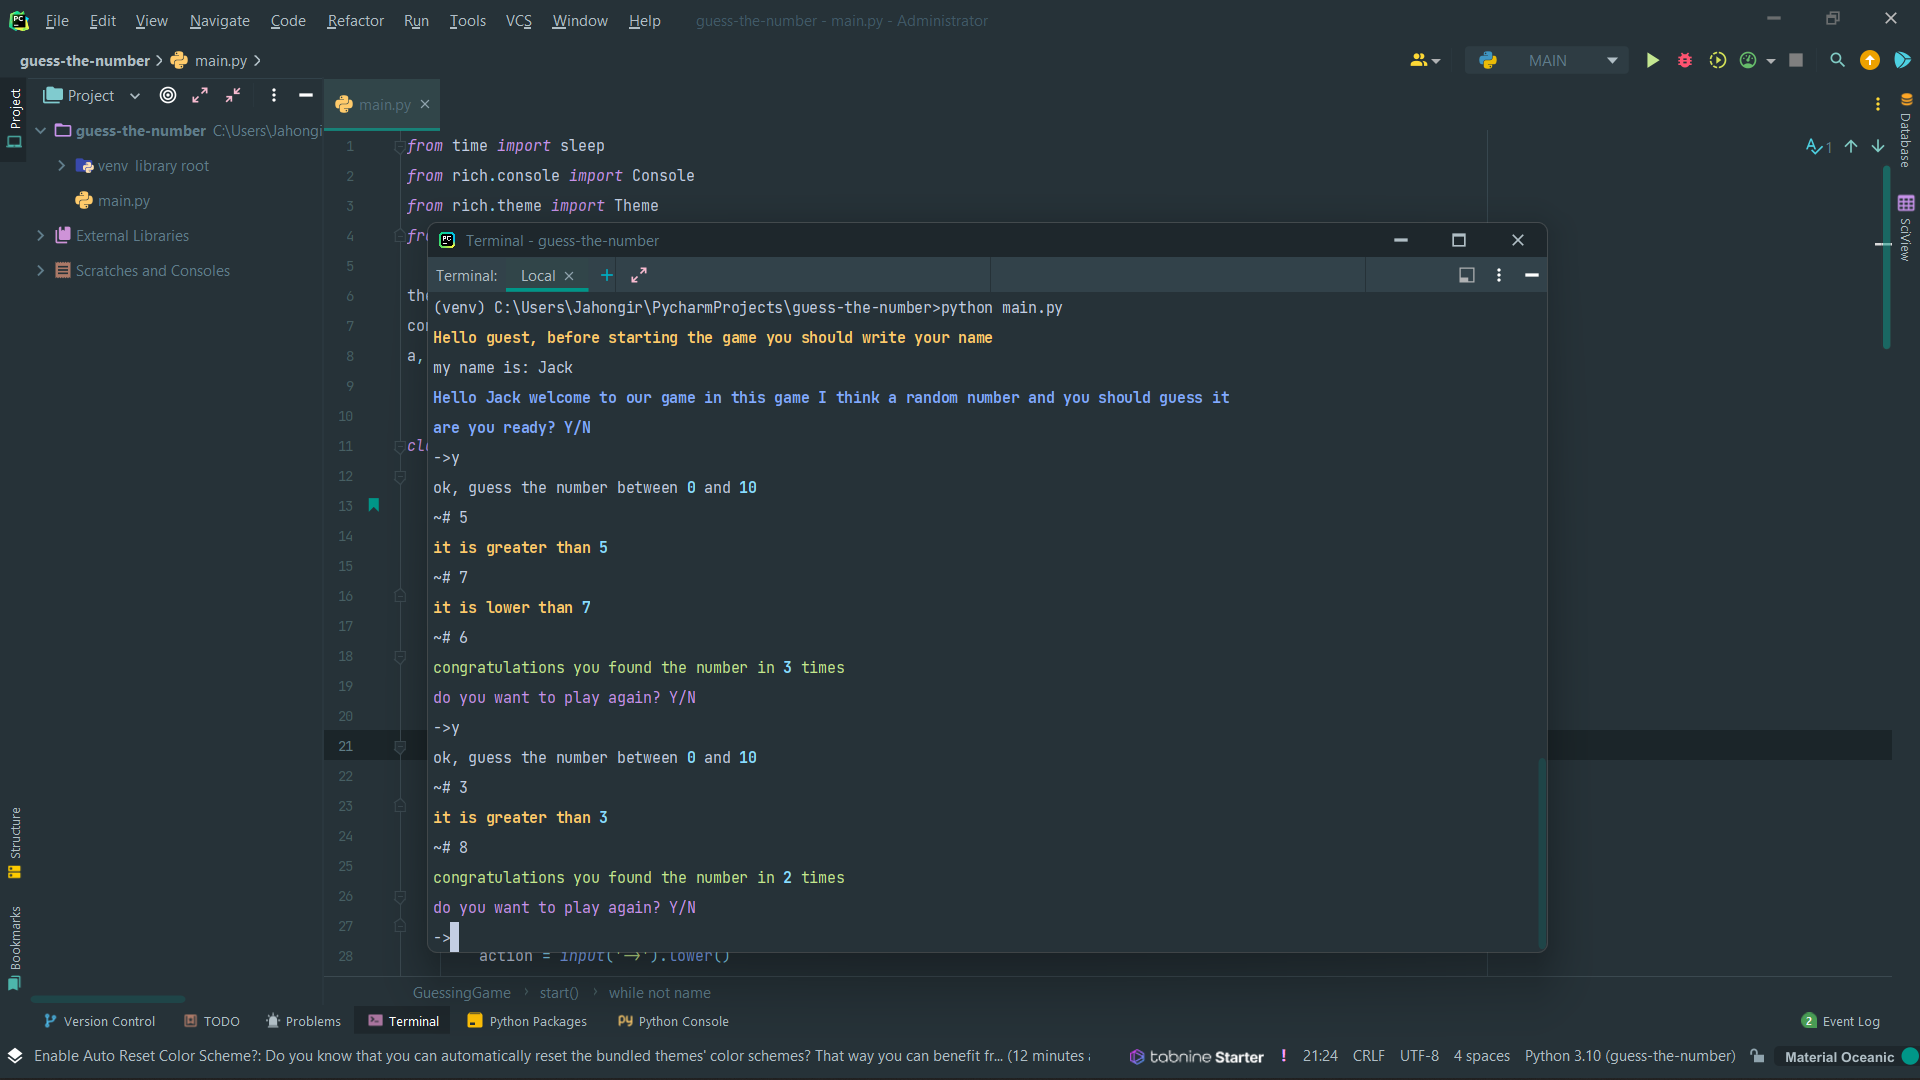 File Edit View Navigate Code Refactor Run Tools VCS Window Help guess-the-number - main.py - Administrator
guess-the-number main.py MAIN
Project
Project
main.py
guess-the-number C:\Users\Jahongi
venv library root
main.py
External Libraries
Scratches and Consoles
1 from time import sleep
2 from rich.console import Console
3 from rich.theme import Theme
4 fr
5
6 the
7 con
8 a,
9
10
11 cla
12
13
14
15
16
17
18
19
20
21
22
23
24
25
26
27
28 action = input('->').lower()
1
Database
SciView
Terminal - guess-the-number
Terminal: Local
(venv) C:\Users\Jahongir\PycharmProjects\guess-the-number>python main.py
Hello guest, before starting the game you should write your name
my name is: Jack
Hello Jack welcome to our game in this game I think a random number and you should guess it
are you ready? Y/N
->y
ok, guess the number between 0 and 10
~# 5
it is greater than 5
~# 7
it is lower than 7
~# 6
congratulations you found the number in 3 times
do you want to play again? Y/N
->y
ok, guess the number between 0 and 10
~# 3
it is greater than 3
~# 8
congratulations you found the number in 2 times
do you want to play again? Y/N
->
Structure
Bookmarks
GuessingGame start() while not name
Version Control TODO Problems Terminal Python Packages Python Console 2 Event Log
Enable Auto Reset Color Scheme?: Do you know that you can automatically reset the bundled themes' color schemes? That way you can benefit fr... (12 minutes a tabnine Starter ! 21:24 CRLF UTF-8 4 spaces Python 3.10 (guess-the-number) Material Oceanic